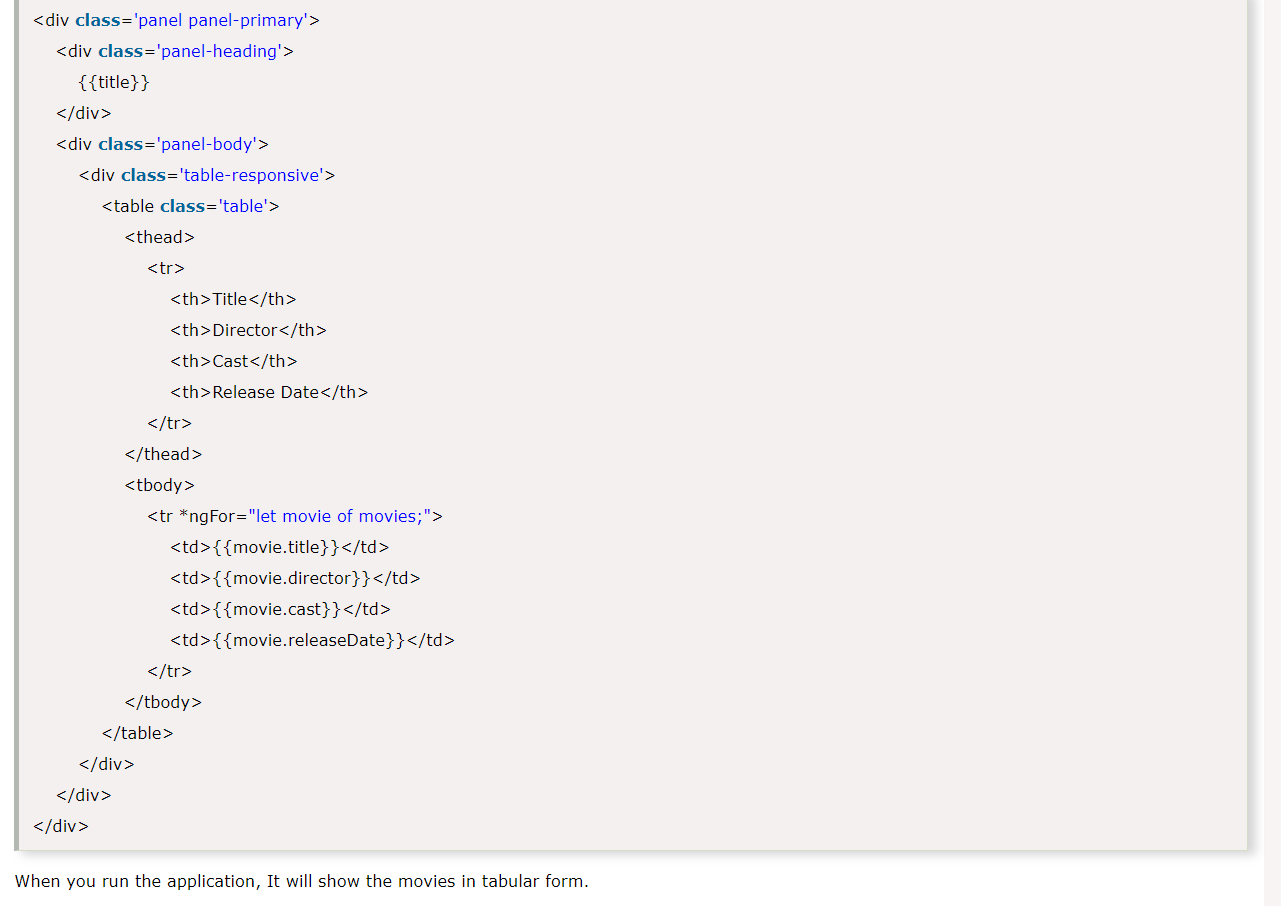 <div class='panel panel-primary'>
<div class='panel-heading'>
{{title}}
</div>
<div class='panel-body'>
<div class='table-responsive'>
<table class='table'>
<thead>
<tr>
<th>Title</th>
<th>Director</th>
<th>Cast</th>
<th>Release Date</th>
</tr>
</thead>
<tbody>
<tr *ngFor="let movie of movies;">
<td>{{movie.title}}</td>
<td>{{movie.director}}</td>
<td>{{movie.cast}}</td>
<td>{{movie.releaseDate}}</td>
</tr>
</tbody>
</table>
</div>
</div>
</div>
When you run the application, It will show the movies in tabular form.